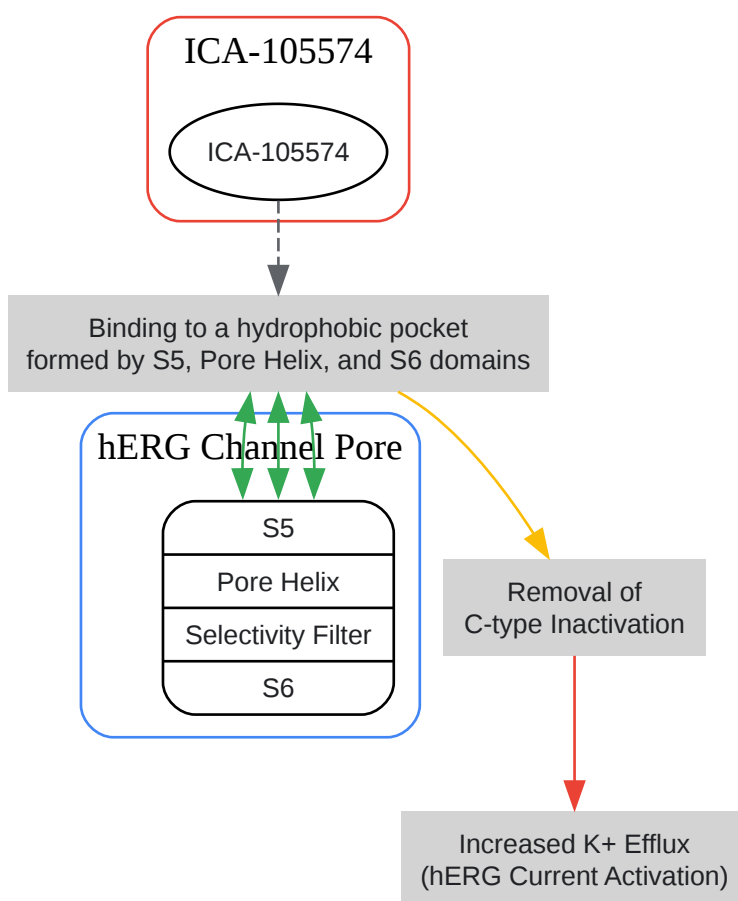 ICA-105574
ICA-105574
Binding to a hydrophobic pocket
formed by S5, Pore Helix, and S6 domains
hERG Channel Pore
S5
Pore Helix
Selectivity Filter
S6
Removal of
C-type Inactivation
Increased K+ Efflux
(hERG Current Activation)